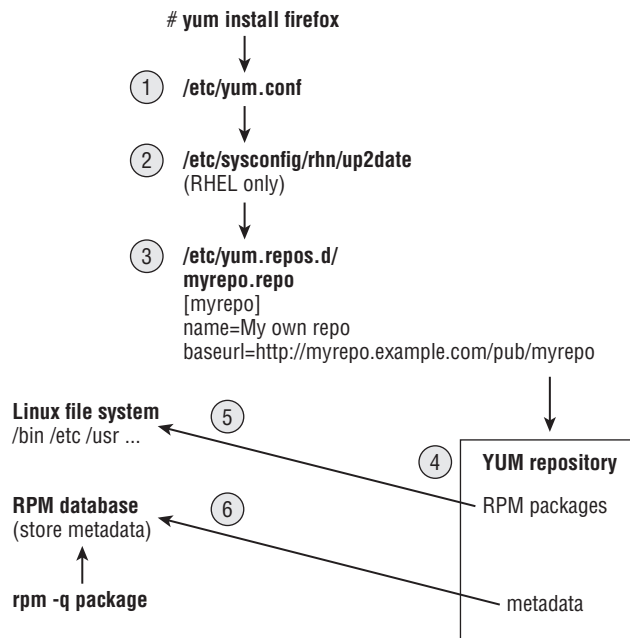 # yum install firefox
1 /etc/yum.conf
2 /etc/sysconfig/rhn/up2date
(RHEL only)
3 /etc/yum.repos.d/
myrepo.repo
[myrepo]
name=My own repo
baseurl=http://myrepo.example.com/pub/myrepo
Linux file system
/bin /etc /usr ...
5
4 YUM repository
RPM packages
RPM database
(store metadata)
6
rpm -q package
metadata